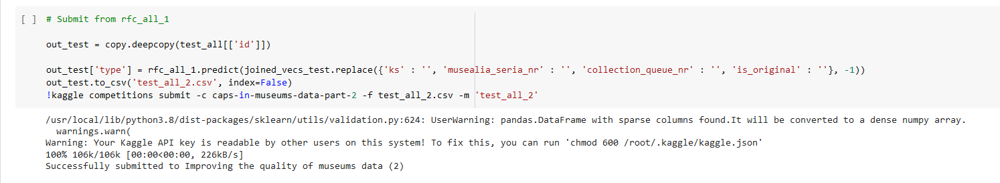 [ ] # Submit from rfc_all_1
out_test = copy.deepcopy(test_all[['id']])
out_test['type'] = rfc_all_1.predict(joined_vecs_test.replace({'ks' : '', 'musealia_seria_nr' : '', 'collection_queue_nr' : '', 'is_original' : ''}, -1))
out_test.to_csv('test_all_2.csv', index=False)
!kaggle competitions submit -c caps-in-museums-data-part-2 -f test_all_2.csv -m 'test_all_2'
/usr/local/lib/python3.8/dist-packages/sklearn/utils/validation.py:624: UserWarning: pandas.DataFrame with sparse columns found.It will be converted to a dense numpy array.
warnings.warn(
Warning: Your Kaggle API key is readable by other users on this system! To fix this, you can run 'chmod 600 /root/.kaggle/kaggle.json'
100% 106k/106k [00:00<00:00, 226kB/s]
Successfully submitted to Improving the quality of museums data (2)